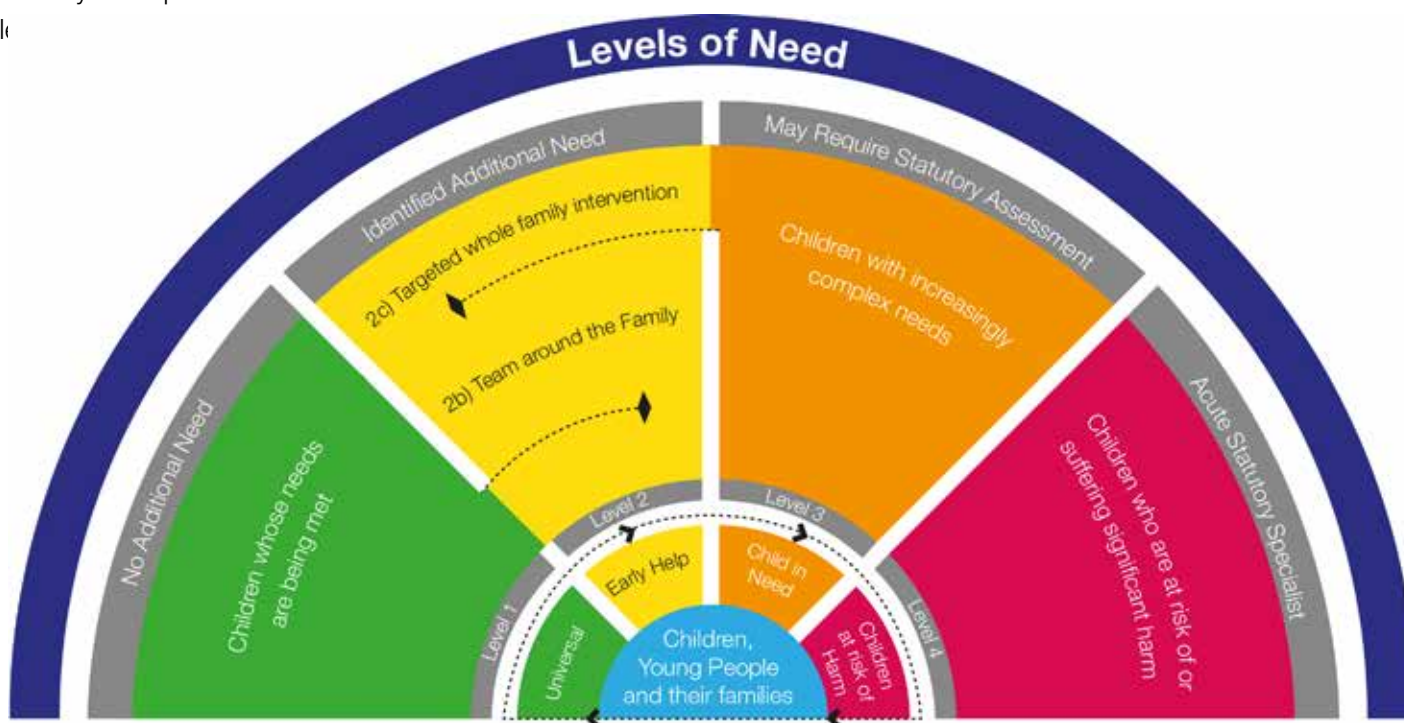 Levels of Need
No Additional Need
Identified Additional Need
May Require Statutory Assessment
Acute Statutory Specialist
Children whose needs
are being met
2c) Targeted whole family intervention
2b) Team around the Family
Children with increasingly
complex needs
Children who are at risk of or
suffering significant harm
Level 1
Level 2
Level 3
Level 4
Universal
Early Help
Child in
Need
Children
at risk of
Harm
Children,
Young People
and their families